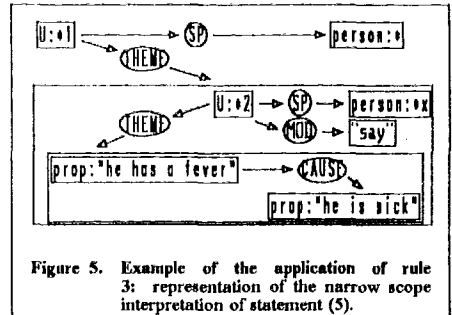 U:*1 SP person:*
THEME
U:*2 SP person:*x
THEME MOD "say"
prop:"he has a fever" CAUSE
prop:"he is sick"
Figure 5. Example of the application of rule
3: representation of the narrow scope
interpretation of statement (5).